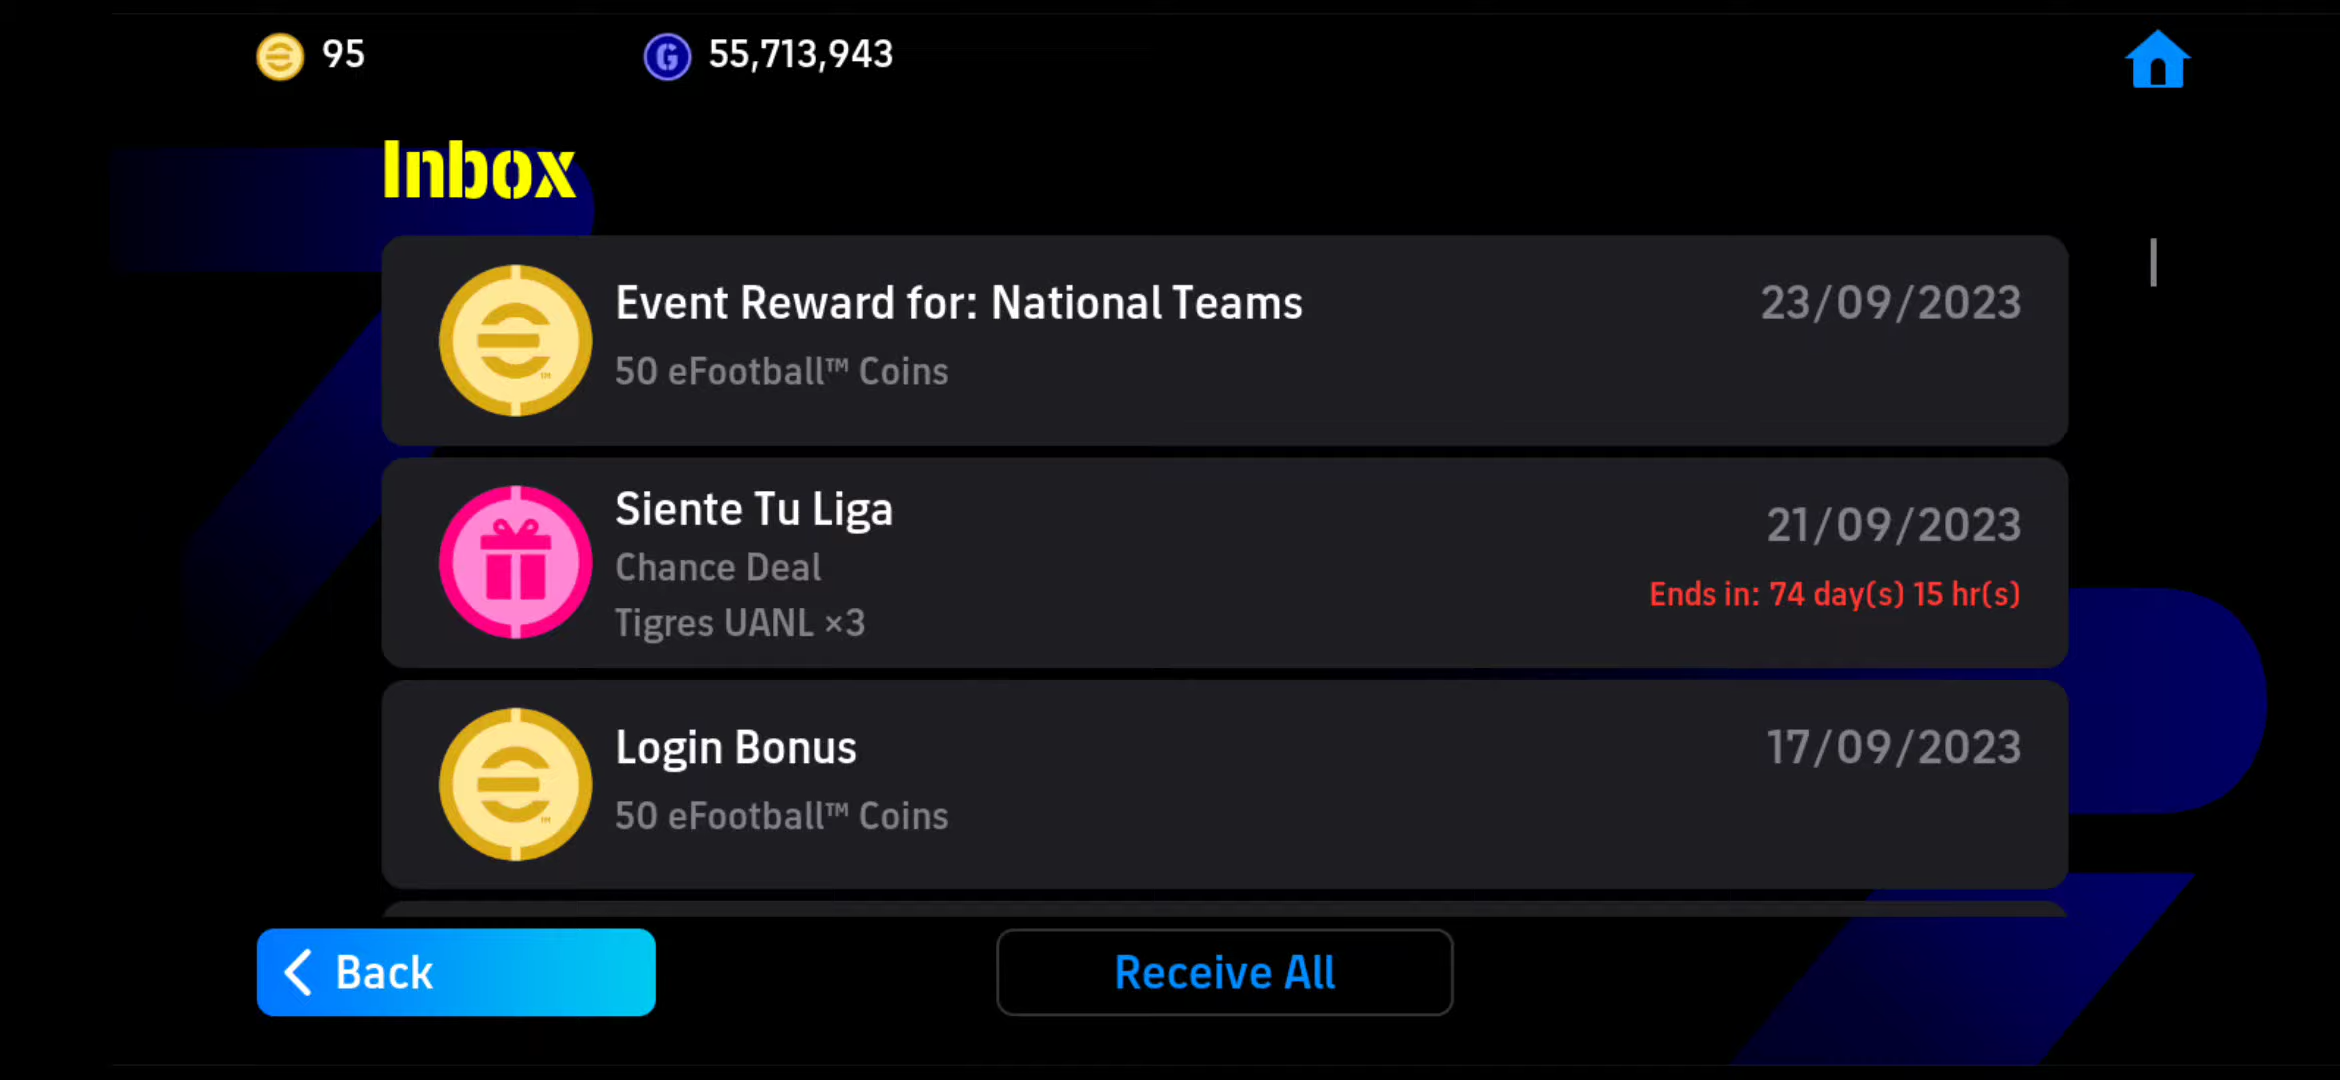 95
55,713,943
Inbox
Event Reward for: National Teams
23/09/2023
50 eFootball™ Coins
Siente Tu Liga
21/09/2023
Chance Deal
Ends in: 74 day(s) 15 hr(s)
Tigres UANL ×3
Login Bonus
17/09/2023
50 eFootball™ Coins
Back
Receive All